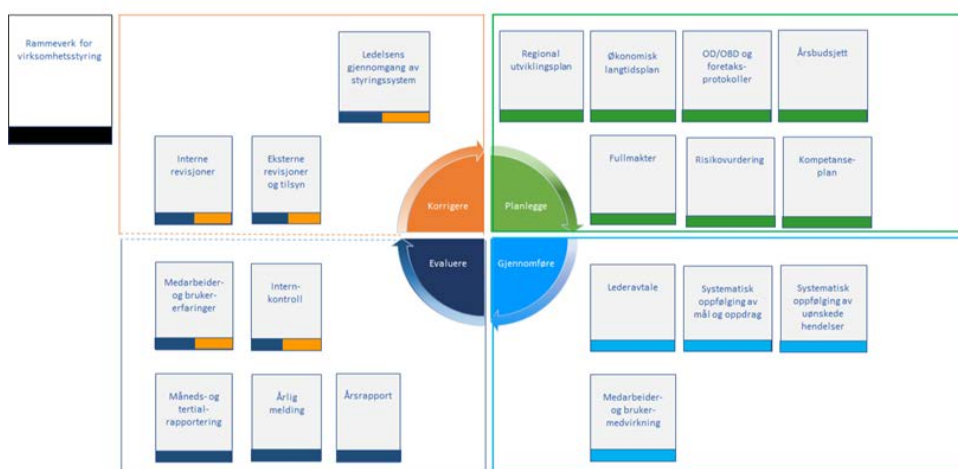 Rammeverk for
virksomhetsstyring
Ledelsens
gjennomgang av
styringssystem
Interne
revisjoner
Eksterne
revisjoner
og tilsyn
Korrigere
Regional
utviklingsplan
Økonomisk
langtidsplan
OD/OBD og
foretaks-
protokoller
Årsbudsjett
Fullmakter
Risikovurdering
Kompetanse-
plan
Planlegge
Evaluere
Gjennomføre
Medarbeider-
og bruker-
erfaringer
Intern-
kontroll
Måneds- og
tertial-
rapportering
Årlig
melding
Årsrapport
Lederavtale
Systematisk
oppfølging av
mål og oppdrag
Systematisk
oppfølging av
uønskede
hendelser
Medarbeider-
og bruker-
medvirkning